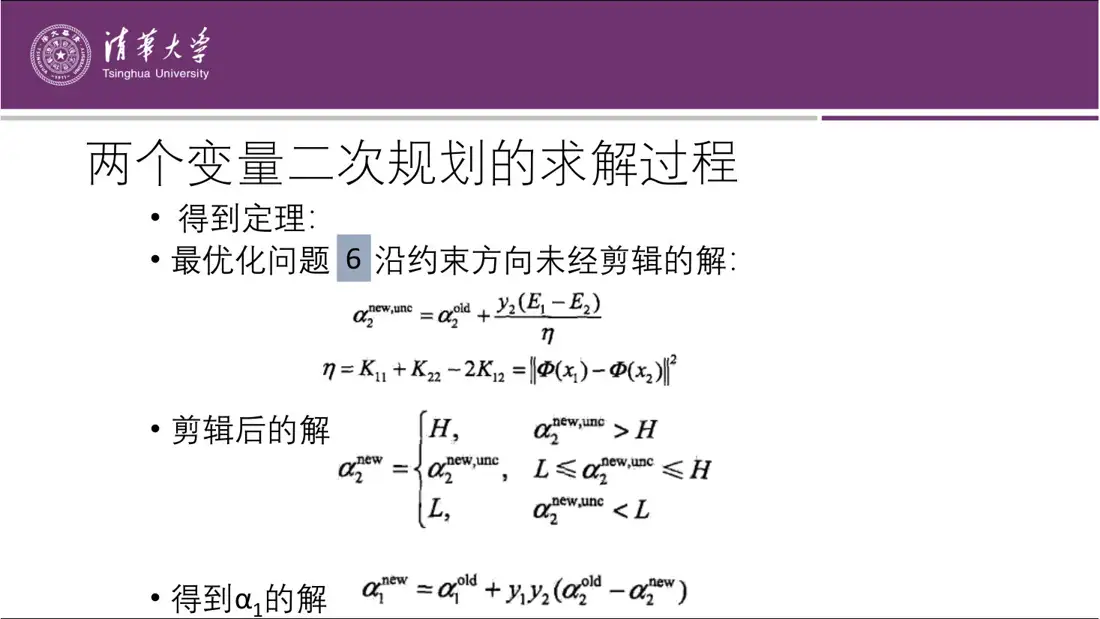 清华大学
Tsinghua University
两个变量二次规划的求解过程
• 得到定理：
• 最优化问题 6 沿约束方向未经剪辑的解：
α₂^{new,unc} = α₂^{old} + y₂(E₁ − E₂) / η
η = K₁₁ + K₂₂ − 2K₁₂ = ‖Φ(x₁) − Φ(x₂)‖²
• 剪辑后的解
H, α₂^{new,unc} > H
α₂^{new} = { α₂^{new,unc}, L ⩽ α₂^{new,unc} ⩽ H
L, α₂^{new,unc} < L
• 得到α₁的解 α₁^{new} = α₁^{old} + y₁y₂(α₂^{old} − α₂^{new})